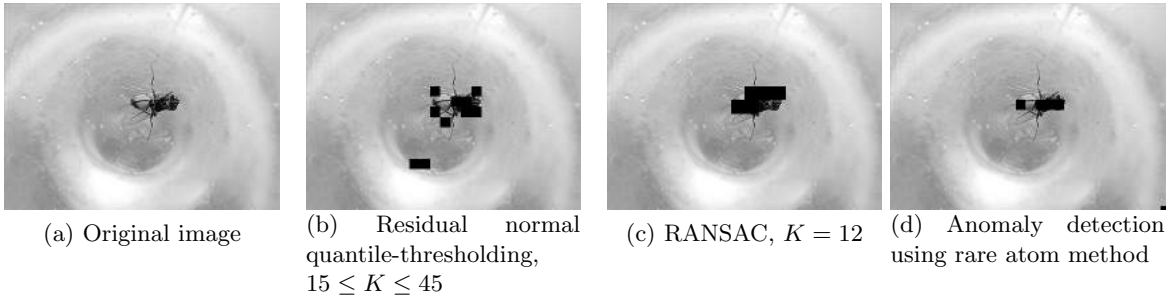 (a) Original image
(b) Residual normal
quantile-thresholding,
15 ≤ K ≤ 45
(c) RANSAC, K = 12
(d) Anomaly detection
using rare atom method